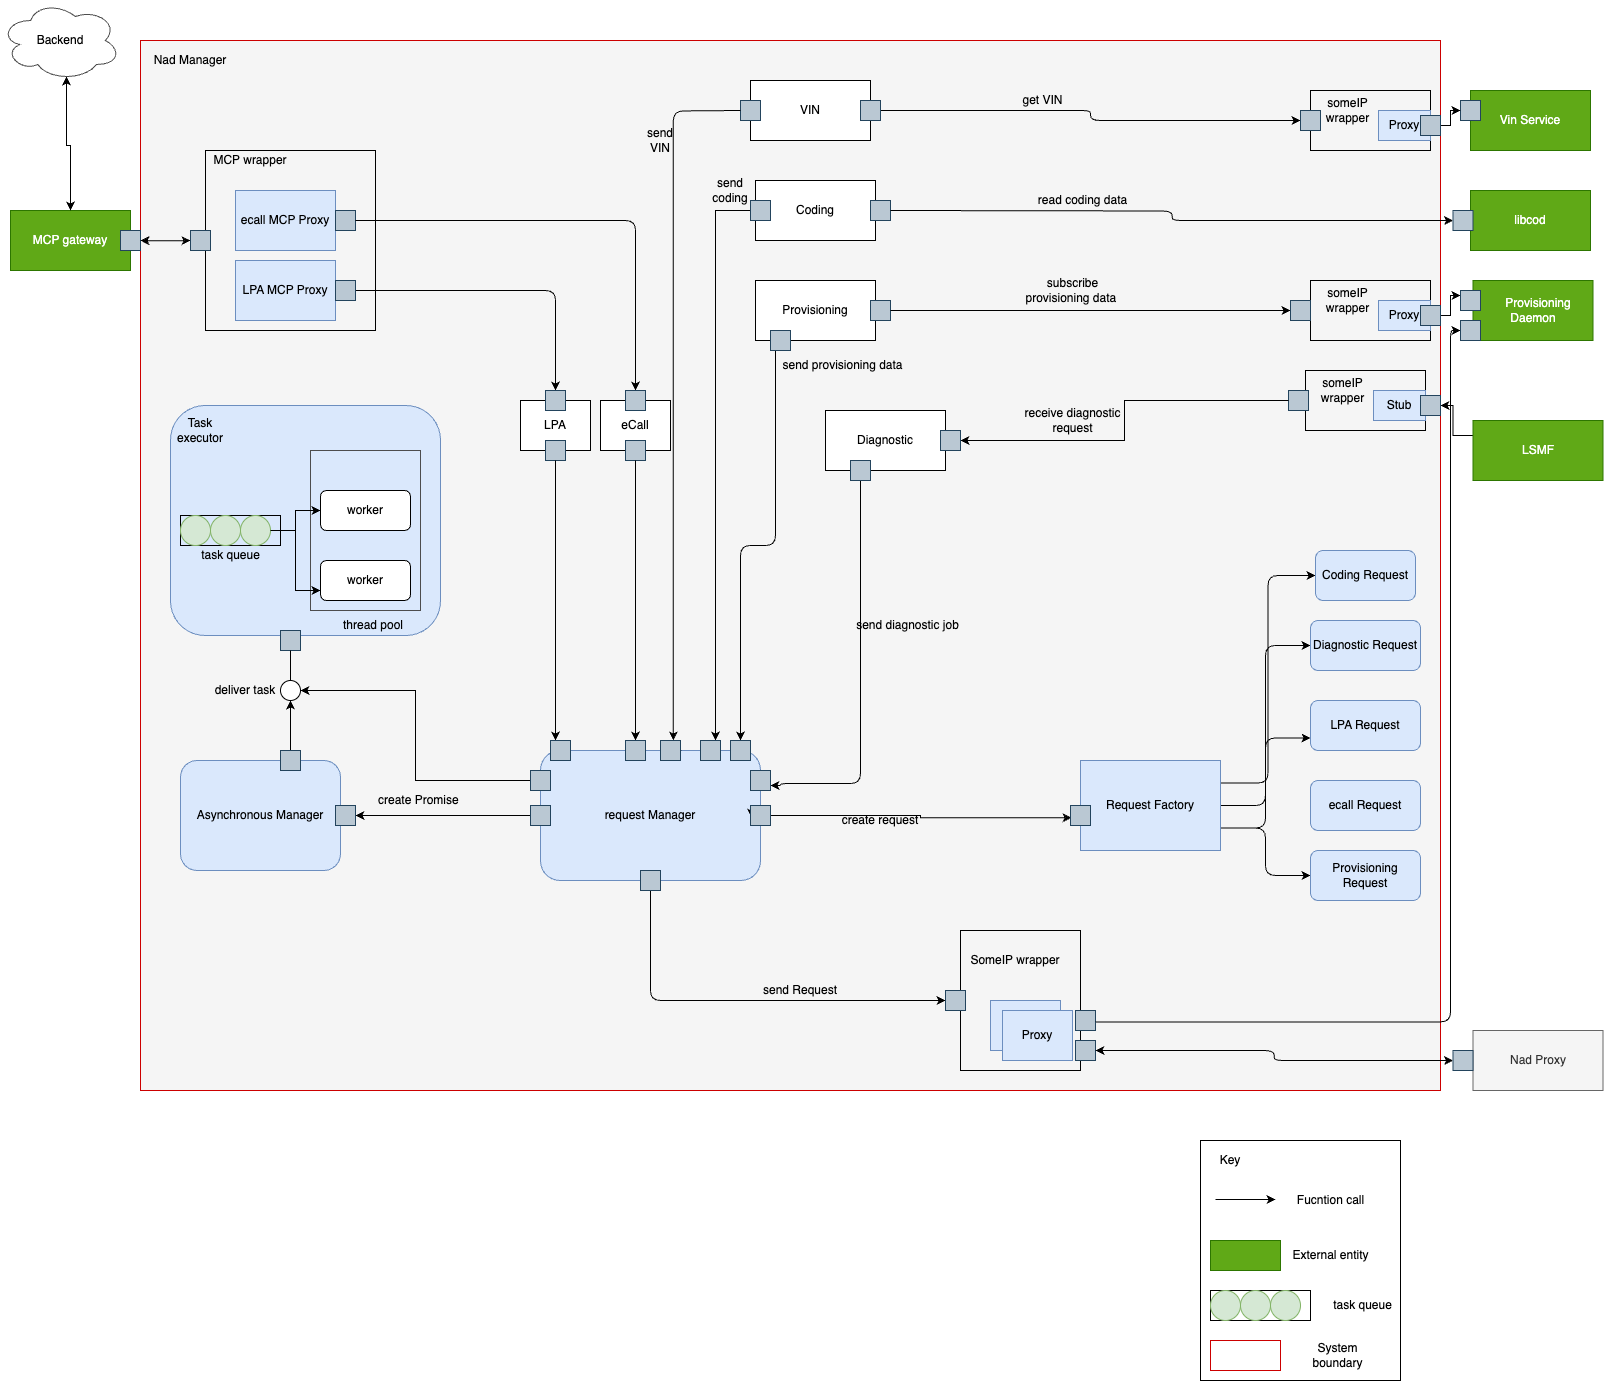 Backend
Nad Manager
VIN
get VIN
someIP
wrapper
Proxy
Vin Service
send
VIN
MCP wrapper
ecall MCP Proxy
LPA MCP Proxy
MCP gateway
send
coding
Coding
read coding data
libcod
Provisioning
subscribe
provisioning data
someIP
wrapper
Proxy
Provisioning
Daemon
send provisioning data
someIP
wrapper
Stub
receive diagnostic
request
Diagnostic
LSMF
LPA
eCall
Task
executor
worker
task queue
worker
thread pool
send diagnostic job
Coding Request
Diagnostic Request
LPA Request
ecall Request
Provisioning
Request
deliver task
Asynchronous Manager
create Promise
request Manager
create request
Request Factory
send Request
SomeIP wrapper
Proxy
Nad Proxy
Key
Fucntion call
External entity
task queue
System
boundary